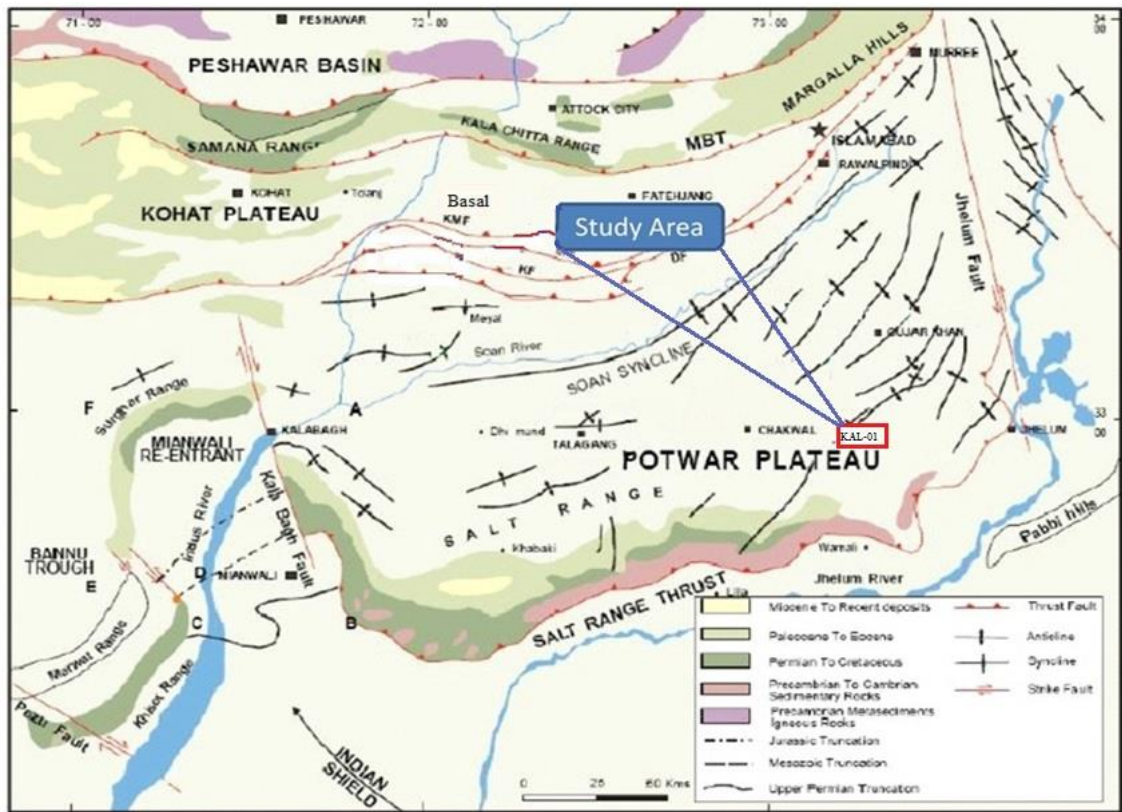 71 - 00
72 - 00
73 - 00
34
00
PESHAWAR
PESHAWAR BASIN
MURREE
MARGALLA HILLS
ATTOCK CITY
KALA CHITTA RANGE
MBT
ISLAMABAD
RAWALPINDI
SAMANA RANGE
KOHAT
KOHAT PLATEAU
Basal
KMF
FATEHJANG
Study Area
KF
DF
Jhelum Fault
Meyal
Soan River
SOAN SYNCLINE
GUJAR KHAN
Surghar Range
F
A
33
00
KALABAGH
MIANWALI
RE-ENTRANT
TALAGANG
CHAKWAL
KAL-01
JHELUM
POTWAR PLATEAU
Kala Bagh Fault
Indus River
SALT RANGE
Khabaki
Pabbi hills
BANNU
TROUGH
E
D
MIANWALI
Jhelum River
Lilla
SALT RANGE THRUST
C
B
Marwat Range
Khisor Range
Pezu Fault
INDIAN
SHIELD
0 25 50 Kms
Miocene To Recent deposits
Paleocene To Eocene
Permian To Cretaceous
Precambrian To Cambrian
Sedimentary Rocks
Precambrian Metasediments
Igneous Rocks
Jurassic Truncation
Mesozoic Truncation
Upper Permian Truncation
Thrust Fault
Anticline
Syncline
Strike Fault